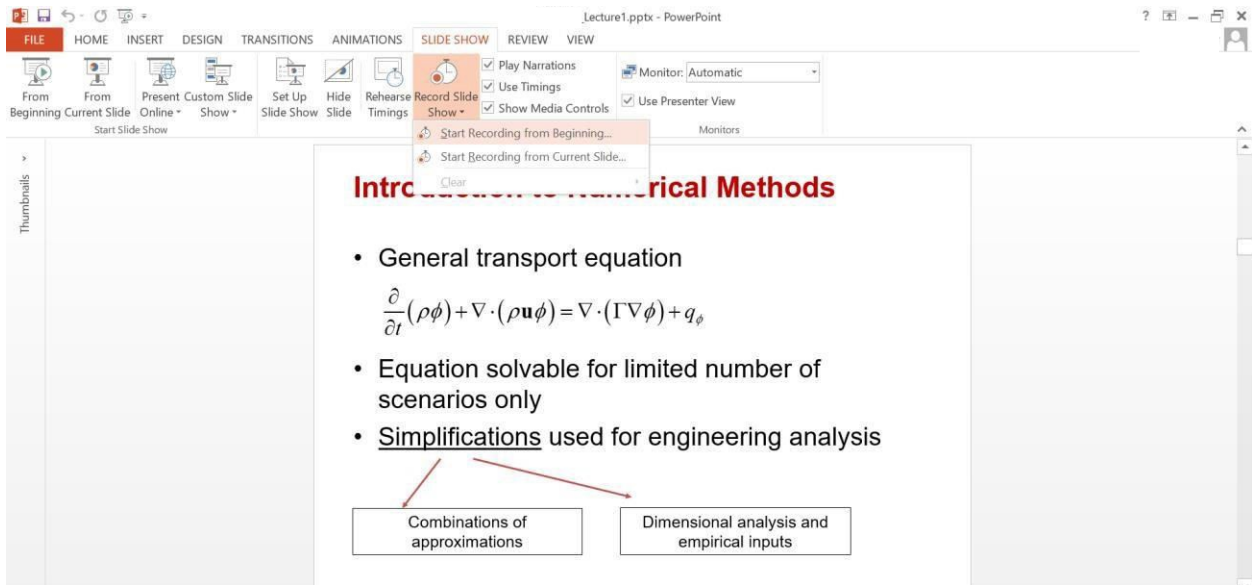 _Lecture1.pptx - PowerPoint
FILE HOME INSERT DESIGN TRANSITIONS ANIMATIONS SLIDE SHOW REVIEW VIEW
From Beginning
From Current Slide
Present Online
Custom Slide Show
Set Up Slide Show
Hide Slide
Rehearse Timings
Record Slide Show
Play Narrations
Use Timings
Show Media Controls
Monitor: Automatic
Use Presenter View
Start Slide Show
Monitors
Start Recording from Beginning...
Start Recording from Current Slide...
Clear
Thumbnails
Introduction to Numerical Methods
• General transport equation
∂/∂t(ρϕ)+∇·(ρuϕ)=∇·(Γ∇ϕ)+q_ϕ
• Equation solvable for limited number of
scenarios only
• Simplifications used for engineering analysis
Combinations of
approximations
Dimensional analysis and
empirical inputs